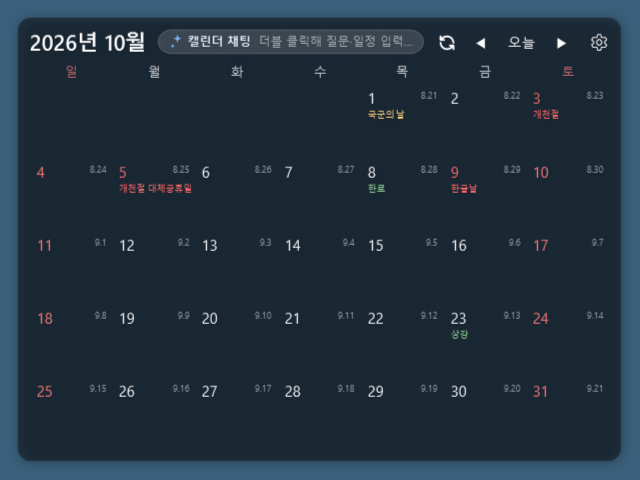 2026년 10월 캘린더 채팅 더블 클릭해 질문·일정 입력... 오늘
일 월 화 수 목 금 토
1 8.21 2 8.22 3 8.23
국군의 날 개천절
4 8.24 5 8.25 6 8.26 7 8.27 8 8.28 9 8.29 10 8.30
개천절 대체공휴일 한로 한글날
11 9.1 12 9.2 13 9.3 14 9.4 15 9.5 16 9.6 17 9.7
18 9.8 19 9.9 20 9.10 21 9.11 22 9.12 23 9.13 24 9.14
상강
25 9.15 26 9.16 27 9.17 28 9.18 29 9.19 30 9.20 31 9.21